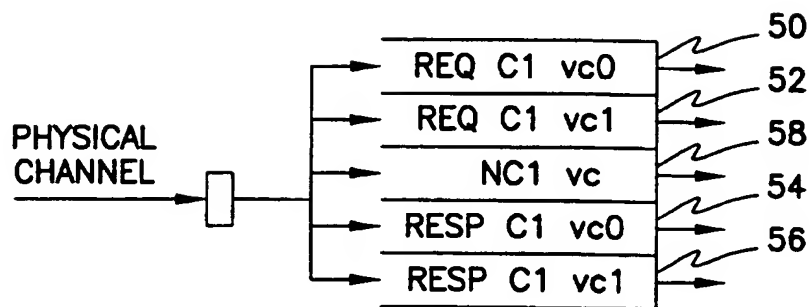 50
REQ C1 vc0
52
REQ C1 vc1
58
PHYSICAL
CHANNEL
NC1 vc
54
RESP C1 vc0
56
RESP C1 vc1